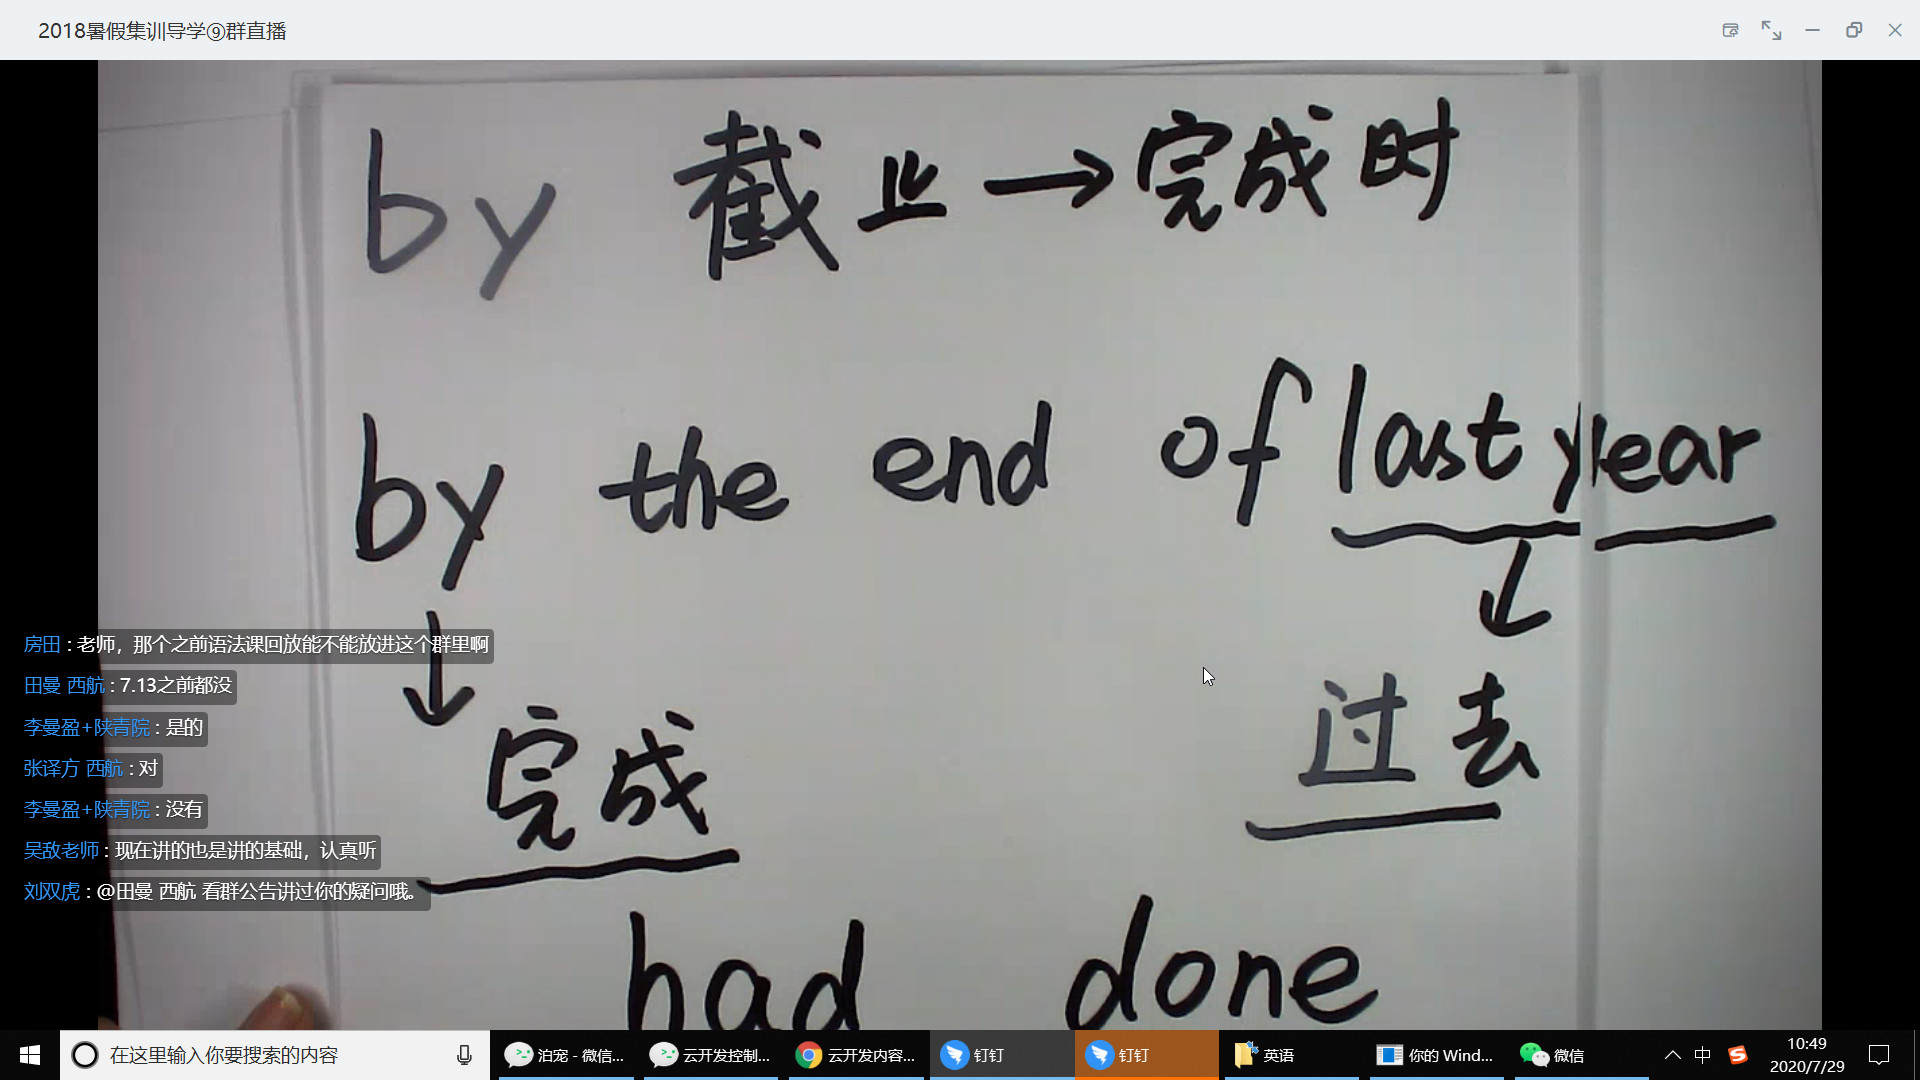 2018暑假集训导学⑨群直播
by 截止→完成时
by the end of last year
完成 过去
had done
房田：老师，那个之前语法课回放能不能放进这个群里啊
田曼 西航：7.13之前都没
李曼盈+陕青院：是的
张译方 西航：对
李曼盈+陕青院：没有
吴敌老师：现在讲的也是讲的基础，认真听
刘双虎：@田曼 西航 看群公告讲过你的疑问哦。
在这里输入你要搜索的内容
泊宠 - 微信...
云开发控制...
云开发内容...
钉钉
钉钉
英语
你的 Wind...
微信
中
10:49
2020/7/29